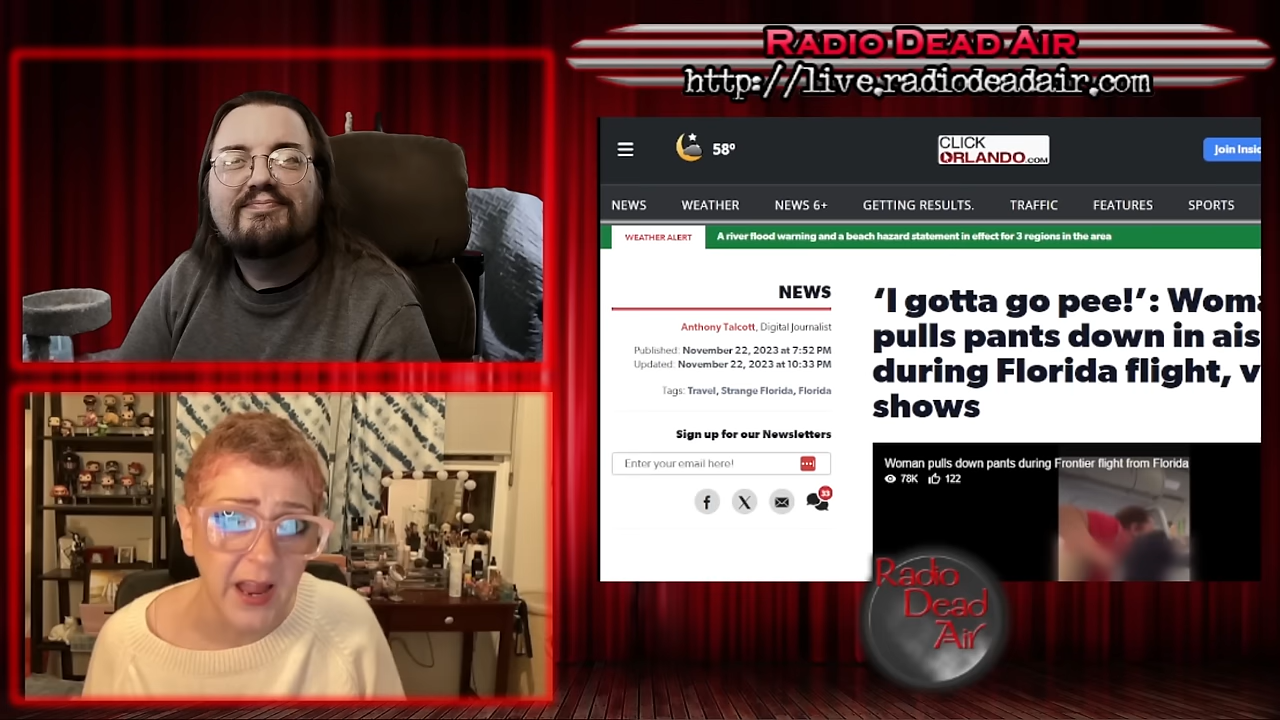 RADIO DEAD AIR
http://live.radiodeadair.com
58º
CLICK
ORLANDO.COM
Join Insic
NEWS
WEATHER
NEWS 6+
GETTING RESULTS.
TRAFFIC
FEATURES
SPORTS
WEATHER ALERT
A river flood warning and a beach hazard statement in effect for 3 regions in the area
NEWS
Anthony Talcott, Digital Journalist
Published: November 22, 2023 at 7:52 PM
Updated: November 22, 2023 at 10:33 PM
Tags: Travel, Strange Florida, Florida
Sign up for our Newsletters
Enter your email here!
33
‘I gotta go pee!’: Woma
pulls pants down in ais
during Florida flight, v
shows
Woman pulls down pants during Frontier flight from Florida
78K 122
Radio
Dead
Air